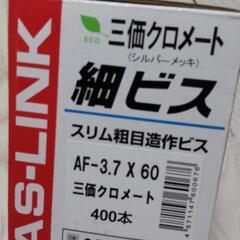 ECO
三価クロメート
(シルバーメッキ)
細ビス
スリム粗目造作ビス
AF-3.7 X 60
三価クロメート
400本
AS-LINK
4571147600678